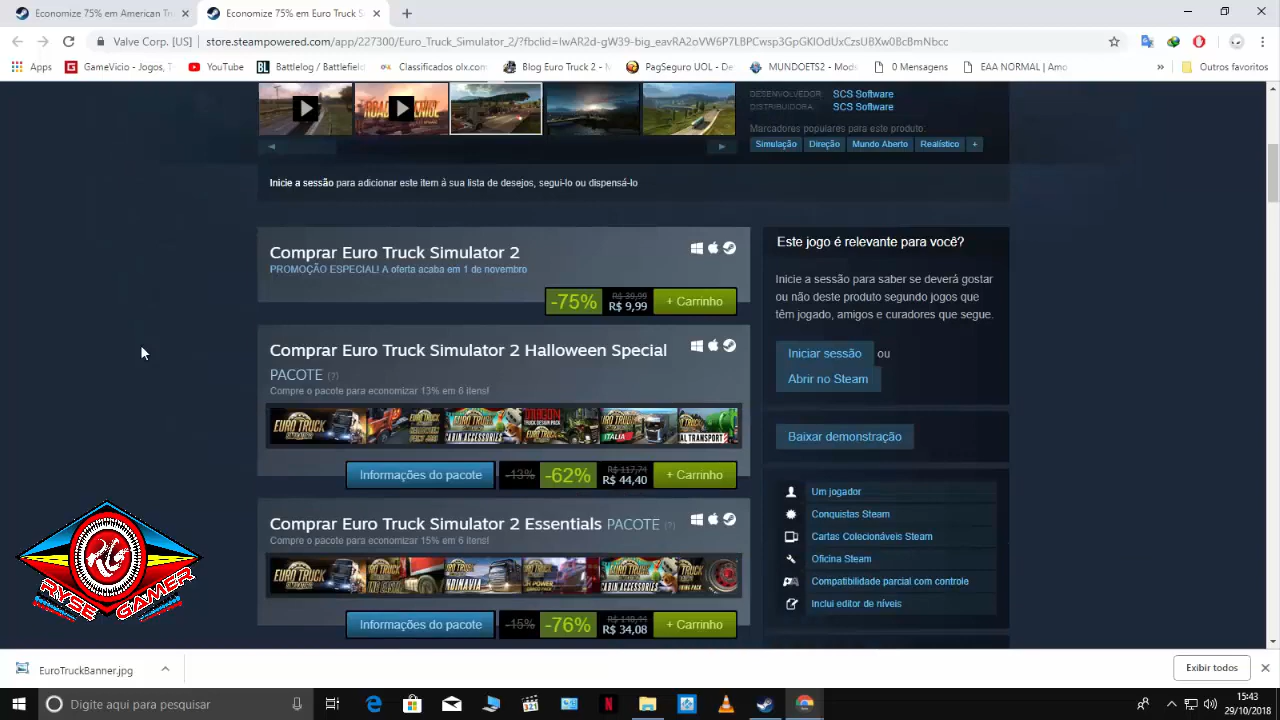 Economize 75% em American Tru
Economize 75% em Euro Truck S
Valve Corp. [US]
store.steampowered.com/app/227300/Euro_Truck_Simulator_2/?fbclid=IwAR2d-gW39-big_eavRA2oVW6P7LBPCwsp3GpGKlOdUxCzsUBXw0BcBmNbcc
Apps
GameVicio - Jogos, T
YouTube
Battlelog / Battlefield
Classificados olx.com
Blog Euro Truck 2 -
PagSeguro UOL - De
MUNDOETS2 - Mods
0 Mensagens
EAA NORMAL | Amo
»
Outros favoritos
DESENVOLVEDOR: SCS Software
DISTRIBUIDORA: SCS Software
Marcadores populares para este produto:
Simulação Direção Mundo Aberto Realístico +
Inicie a sessão para adicionar este item à sua lista de desejos, segui-lo ou dispensá-lo
Comprar Euro Truck Simulator 2
PROMOÇÃO ESPECIAL! A oferta acaba em 1 de novembro
-75% R$ 39,99 R$ 9,99 + Carrinho
Comprar Euro Truck Simulator 2 Halloween Special
PACOTE (?)
Compre o pacote para economizar 13% em 6 itens!
Informações do pacote -13% -62% R$ 117,74 R$ 44,40 + Carrinho
Comprar Euro Truck Simulator 2 Essentials PACOTE (?)
Compre o pacote para economizar 15% em 6 itens!
Informações do pacote -15% -76% R$ 34,08 + Carrinho
Este jogo é relevante para você?
Inicie a sessão para saber se deverá gostar
ou não deste produto segundo jogos que
têm jogado, amigos e curadores que segue.
Iniciar sessão ou
Abrir no Steam
Baixar demonstração
Um jogador
Conquistas Steam
Cartas Colecionáveis Steam
Oficina Steam
Compatibilidade parcial com controle
Inclui editor de níveis
RG
RYSE GAMER
EuroTruckBanner.jpg
Exibir todos
Digite aqui para pesquisar
15:43
29/10/2018